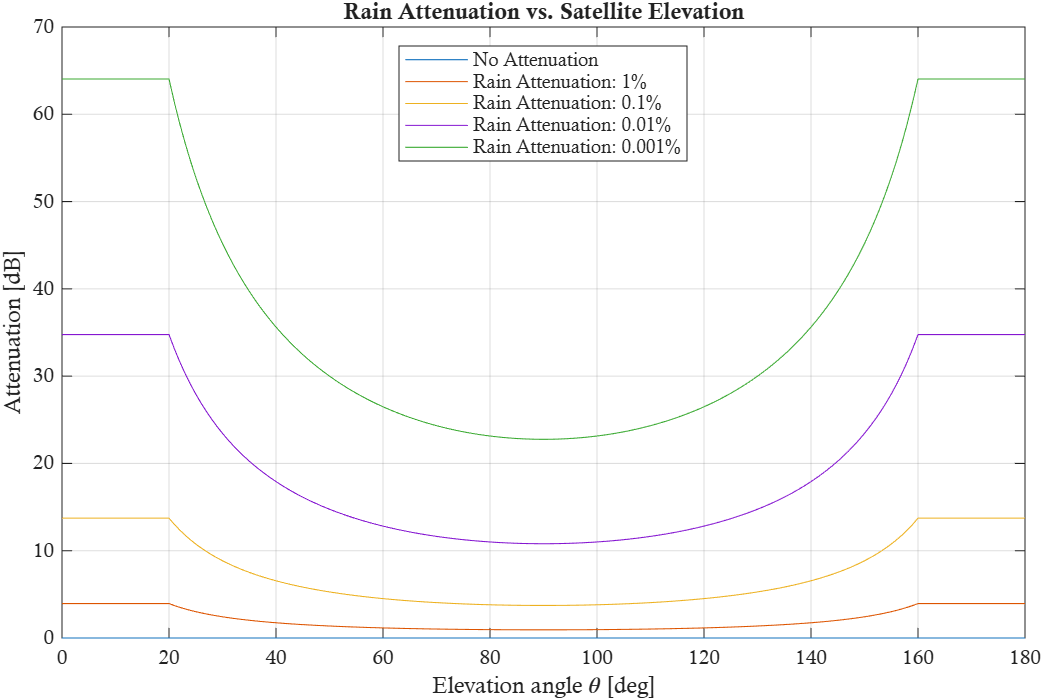 Rain Attenuation vs. Satellite Elevation
70
60
50
40
30
20
10
0
Attenuation [dB]
No Attenuation
Rain Attenuation: 1%
Rain Attenuation: 0.1%
Rain Attenuation: 0.01%
Rain Attenuation: 0.001%
0 20 40 60 80 100 120 140 160 180
Elevation angle θ [deg]